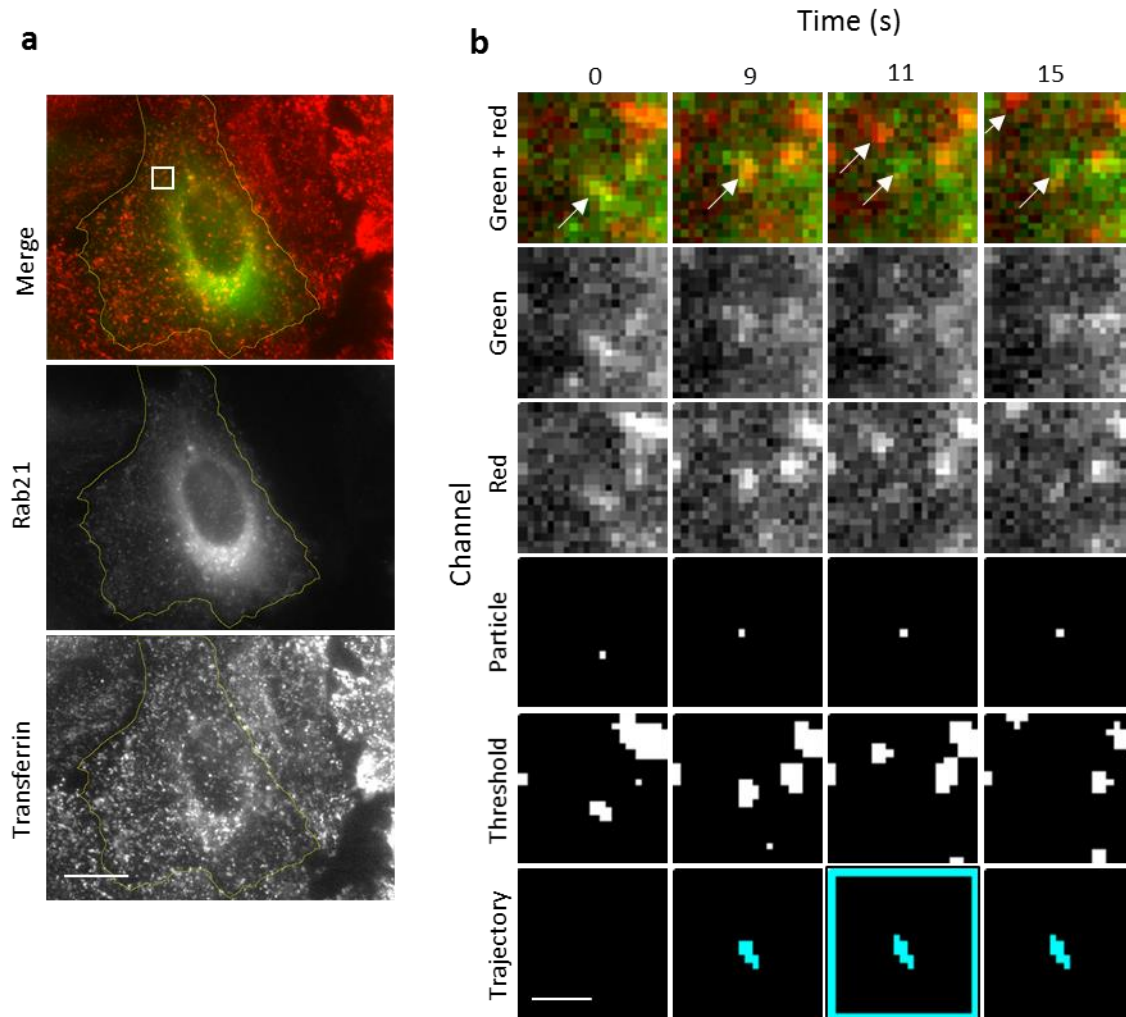 a
Merge
Rab21
Transferrin
b
Time (s)
0 9 11 15
Channel
Green + red
Green
Red
Particle
Threshold
Trajectory